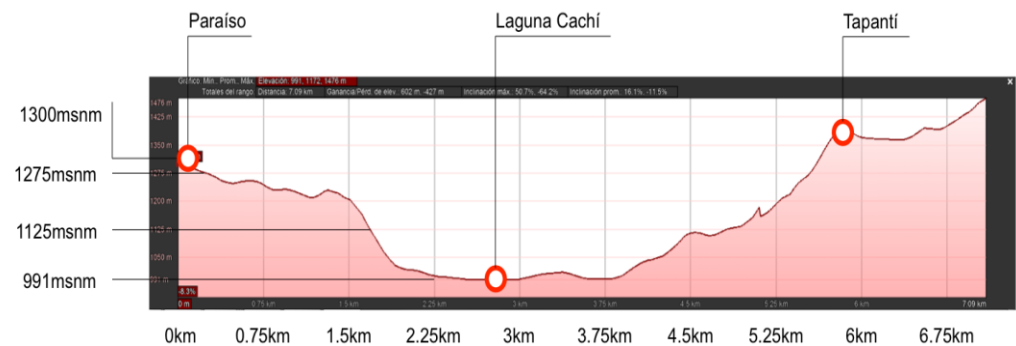 Paraíso
Laguna Cachí
Tapantí
Gráfico: Mín., Prom., Máx. Elevación: 991, 1172, 1476 m
Totales del rango: Distancia: 7.09 km Ganancia/Pérd. de elev.: 602 m, -427 m Inclinación máx.: 50.7%, -64.2% Inclinación prom.: 16.1%, -11.5%
1476 m
1425 m
1350 m
1275 m
1200 m
1125 m
1050 m
991 m
1300msnm
1275msnm
1125msnm
991msnm
-8.3%
0 m 0.75 km 1.5 km 2.25 km 3 km 3.75 km 4.5 km 5.25 km 6 km 7.09 km
0km 0.75km 1.5km 2.25km 3km 3.75km 4.5km 5.25km 6km 6.75km